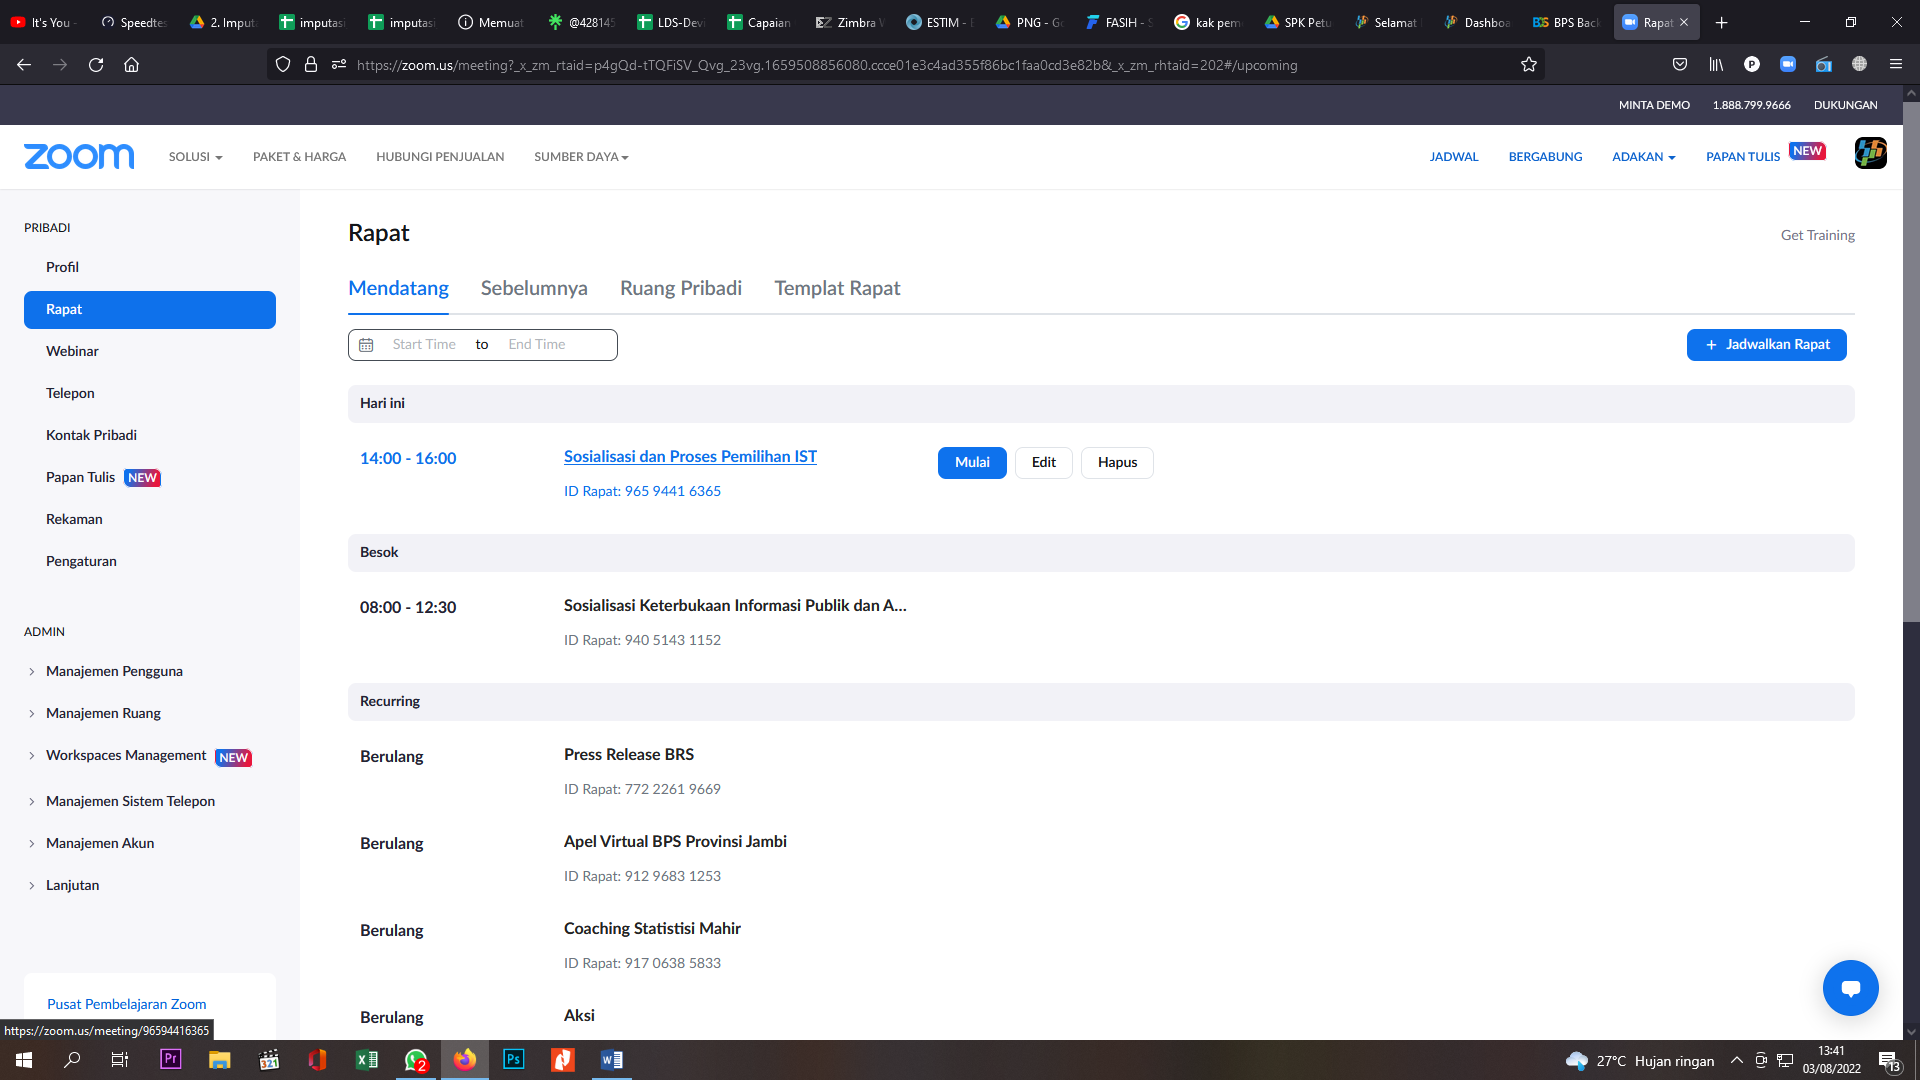 It's You
Speedtes
2. Imput
imputasi
imputasi
Memuat
@428145
LDS-Devi
Capaian
Zimbra
ESTIM -
PNG - Go
FASIH -
kak pem
SPK Petu
Selamat
Dashboa
BPS Back
Rapat
https://zoom.us/meeting?_x_zm_rtaid=p4gQd-tTQFiSV_Qvg_23vg.1659508856080.ccce01e3c4ad355f86bc1faa0cd3e82b&_x_zm_rhtaid=202#/upcoming
MINTA DEMO 1.888.799.9666 DUKUNGAN
zoom SOLUSI PAKET & HARGA HUBUNGI PENJUALAN SUMBER DAYA JADWAL BERGABUNG ADAKAN PAPAN TULIS NEW
PRIBADI
Profil
Rapat
Webinar
Telepon
Kontak Pribadi
Papan Tulis NEW
Rekaman
Pengaturan
ADMIN
Manajemen Pengguna
Manajemen Ruang
Workspaces Management NEW
Manajemen Sistem Telepon
Manajemen Akun
Lanjutan
Pusat Pembelajaran Zoom
https://zoom.us/meeting/96594416365
Rapat
Get Training
Mendatang Sebelumnya Ruang Pribadi Templat Rapat
Start Time to End Time
+ Jadwalkan Rapat
Hari ini
14:00 - 16:00 Sosialisasi dan Proses Pemilihan IST Mulai Edit Hapus
ID Rapat: 965 9441 6365
Besok
08:00 - 12:30 Sosialisasi Keterbukaan Informasi Publik dan A...
ID Rapat: 940 5143 1152
Recurring
Berulang Press Release BRS
ID Rapat: 772 2261 9669
Berulang Apel Virtual BPS Provinsi Jambi
ID Rapat: 912 9683 1253
Berulang Coaching Statistisi Mahir
ID Rapat: 917 0638 5833
Berulang Aksi
27°C Hujan ringan
13:41
03/08/2022
13